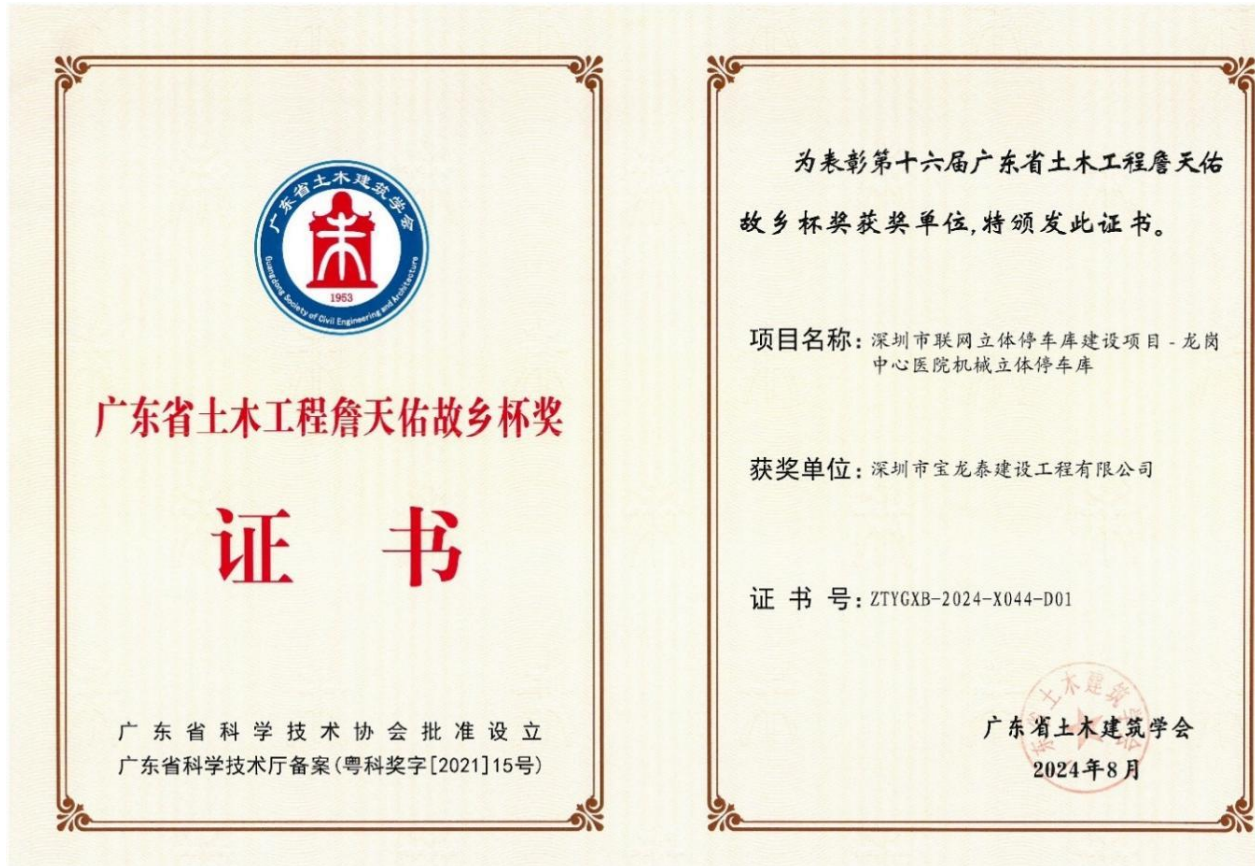 广东省土木建筑学会
1953
Guangdong Society of Civil Engineering and Architecture
广东省土木工程詹天佑故乡杯奖
证 书
广东省科学技术协会批准设立
广东省科学技术厅备案(粤科奖字[2021]15号)
为表彰第十六届广东省土木工程詹天佑
故乡杯奖获奖单位,特颁发此证书。
项目名称:深圳市联网立体停车库建设项目-龙岗
中心医院机械立体停车库
获奖单位:深圳市宝龙泰建设工程有限公司
证 书 号:ZTYGXB-2024-X044-D01
广东省土木建筑学会
2024年8月